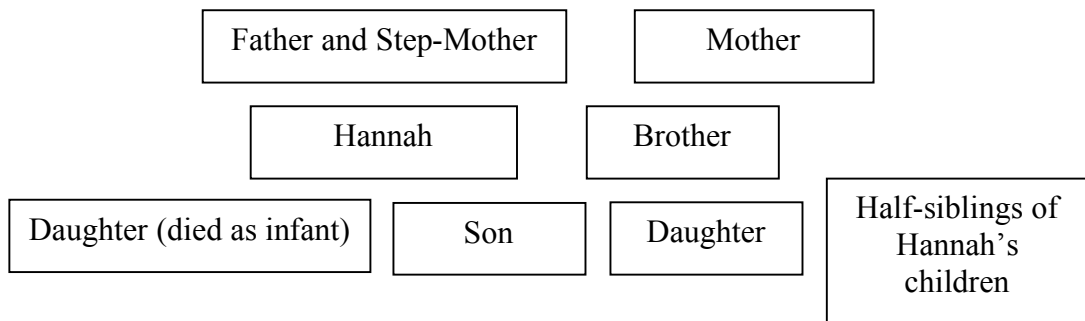 Father and Step-Mother
Mother
Hannah
Brother
Daughter (died as infant)
Son
Daughter
Half-siblings of
Hannah’s
children